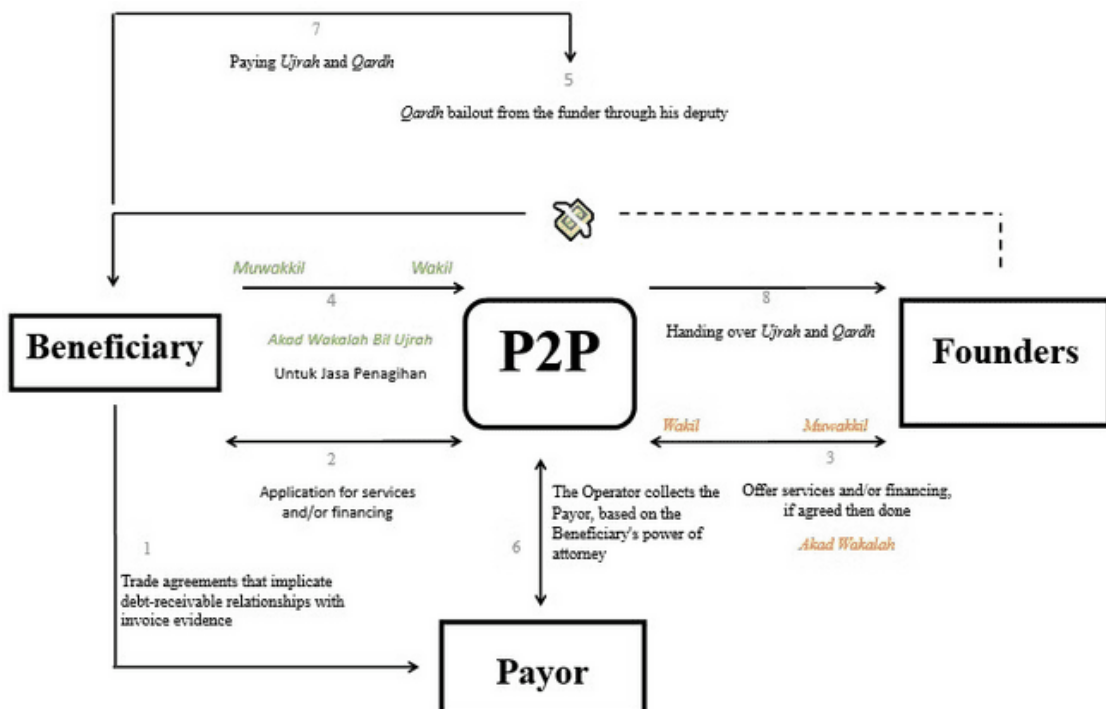 7
Paying Ujrah and Qardh
5
Qardh bailout from the funder through his deputy
Muwakkil
Wakil
4
Akad Wakalah Bil Ujrah
Untuk Jasa Penagihan
8
Handing over Ujrah and Qardh
Beneficiary
P2P
Founders
Wakil
Muwakkil
2
Application for services
and/or financing
3
Offer services and/or financing,
if agreed then done
Akad Wakalah
6
The Operator collects the
Payor, based on the
Beneficiary's power of
attorney
1
Trade agreements that implicate
debt-receivable relationships with
invoice evidence
Payor